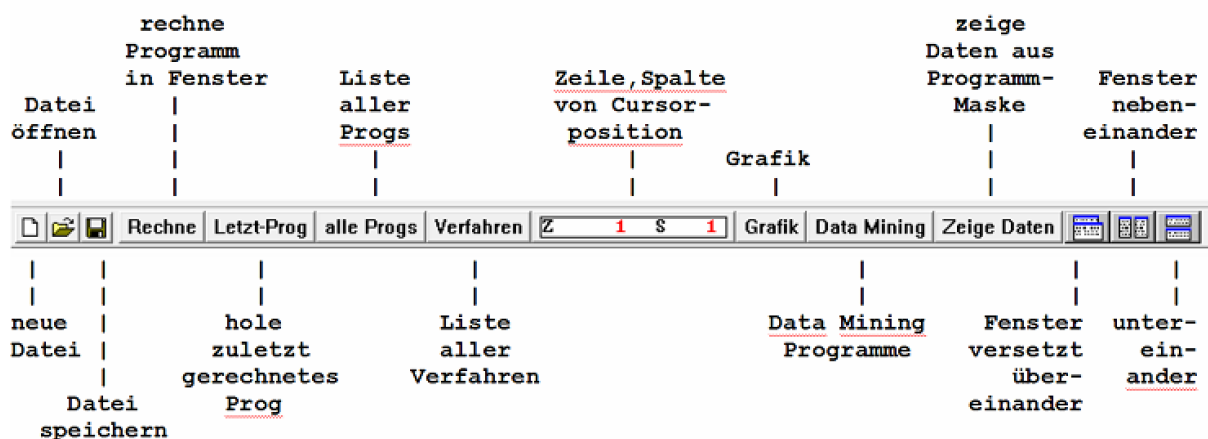 rechne
Programm
in Fenster
Datei
öffnen
Liste
aller
Progs
Zeile,Spalte
von Cursor-
position
Grafik
zeige
Daten aus
Programm-
Maske
Fenster
neben-
einander
Rechne Letzt-Prog alle Progs Verfahren Z 1 S 1 Grafik Data Mining Zeige Daten
neue
Datei
Datei
speichern
hole
zuletzt
gerechnetes
Prog
Liste
aller
Verfahren
Data Mining
Programme
Fenster
versetzt
über-
einander
unter-
ein-
ander